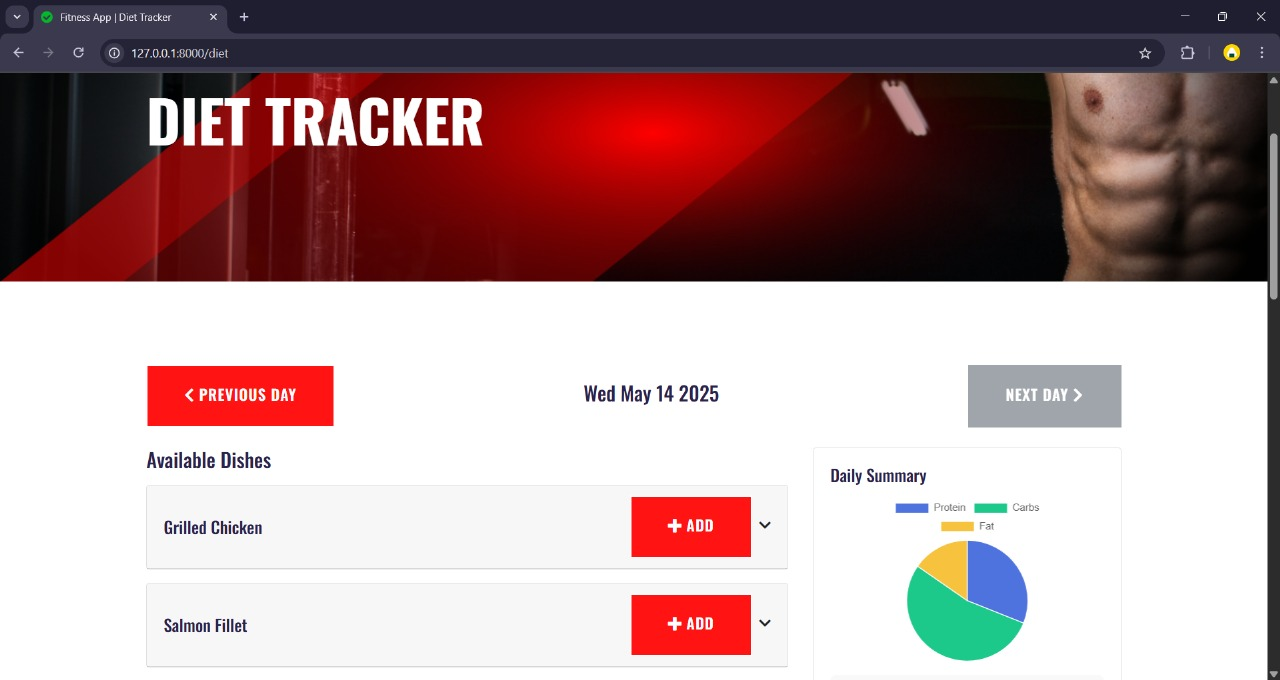 Fitness App | Diet Tracker
127.0.0.1:8000/diet
DIET TRACKER
PREVIOUS DAY
Wed May 14 2025
NEXT DAY
Available Dishes
Grilled Chicken
ADD
Salmon Fillet
ADD
Daily Summary
Protein
Carbs
Fat